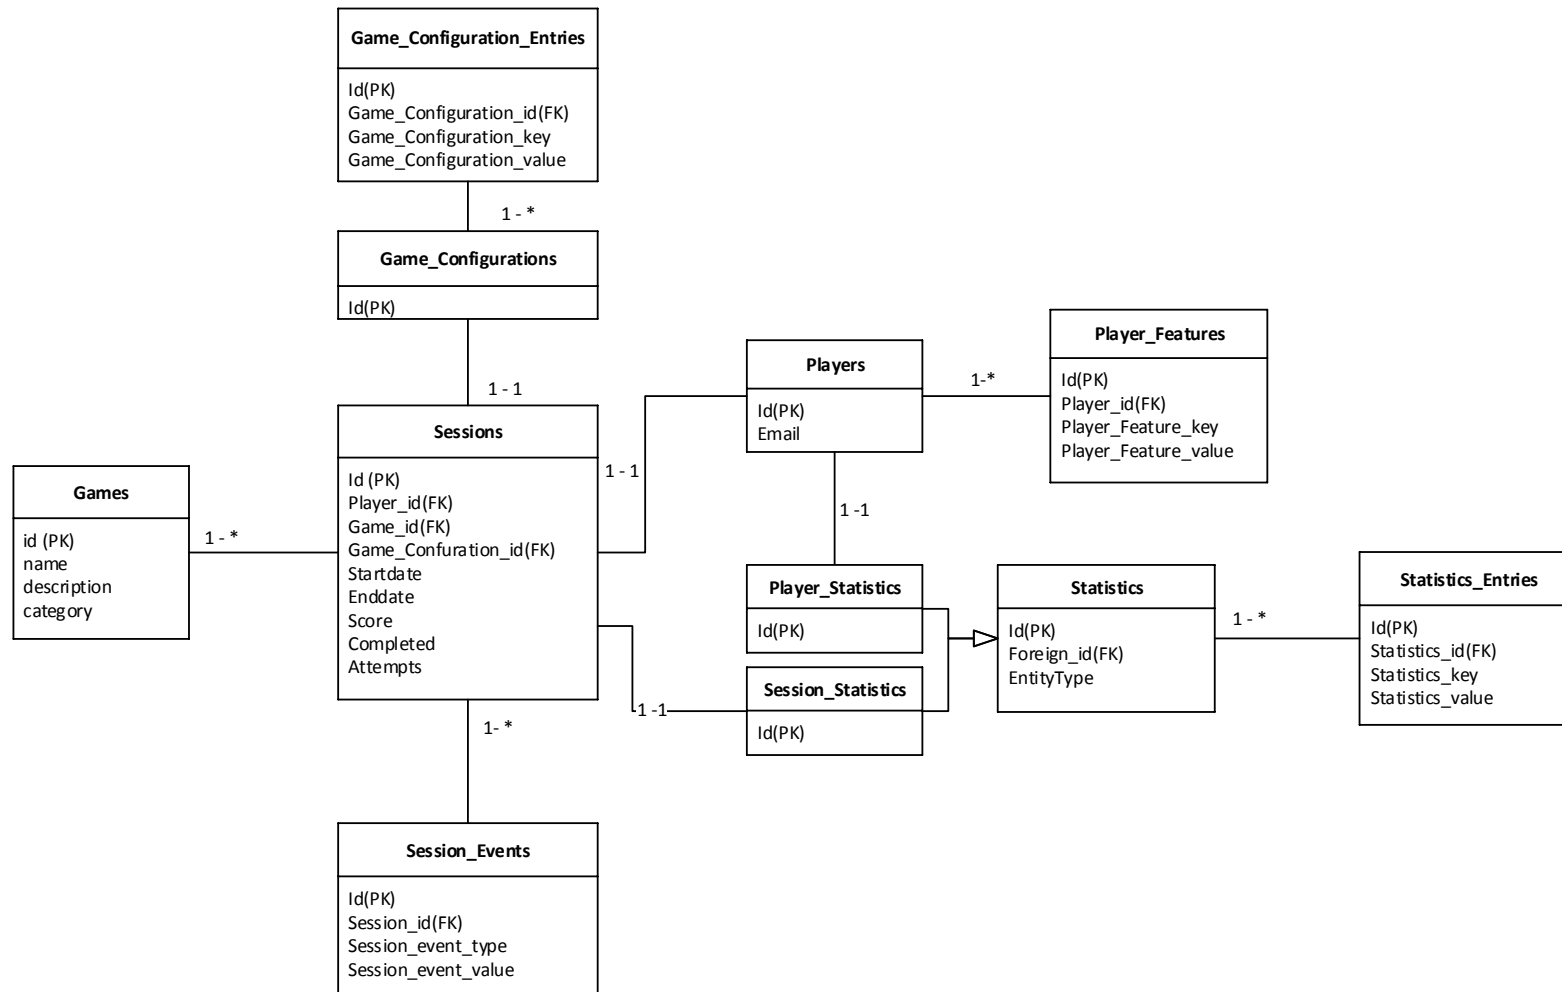 Game_Configuration_Entries
Id(PK)
Game_Configuration_id(FK)
Game_Configuration_key
Game_Configuration_value
1 - *
Game_Configurations
Id(PK)
1 - 1
Sessions
Id (PK)
Player_id(FK)
Game_id(FK)
Game_Confuration_id(FK)
Startdate
Enddate
Score
Completed
Attempts
Games
id (PK)
name
description
category
1 - *
1 - 1
Players
Id(PK)
Email
1-*
Player_Features
Id(PK)
Player_id(FK)
Player_Feature_key
Player_Feature_value
1 -1
Player_Statistics
Id(PK)
Session_Statistics
Id(PK)
1 -1
Statistics
Id(PK)
Foreign_id(FK)
EntityType
1 - *
Statistics_Entries
Id(PK)
Statistics_id(FK)
Statistics_key
Statistics_value
1- *
Session_Events
Id(PK)
Session_id(FK)
Session_event_type
Session_event_value